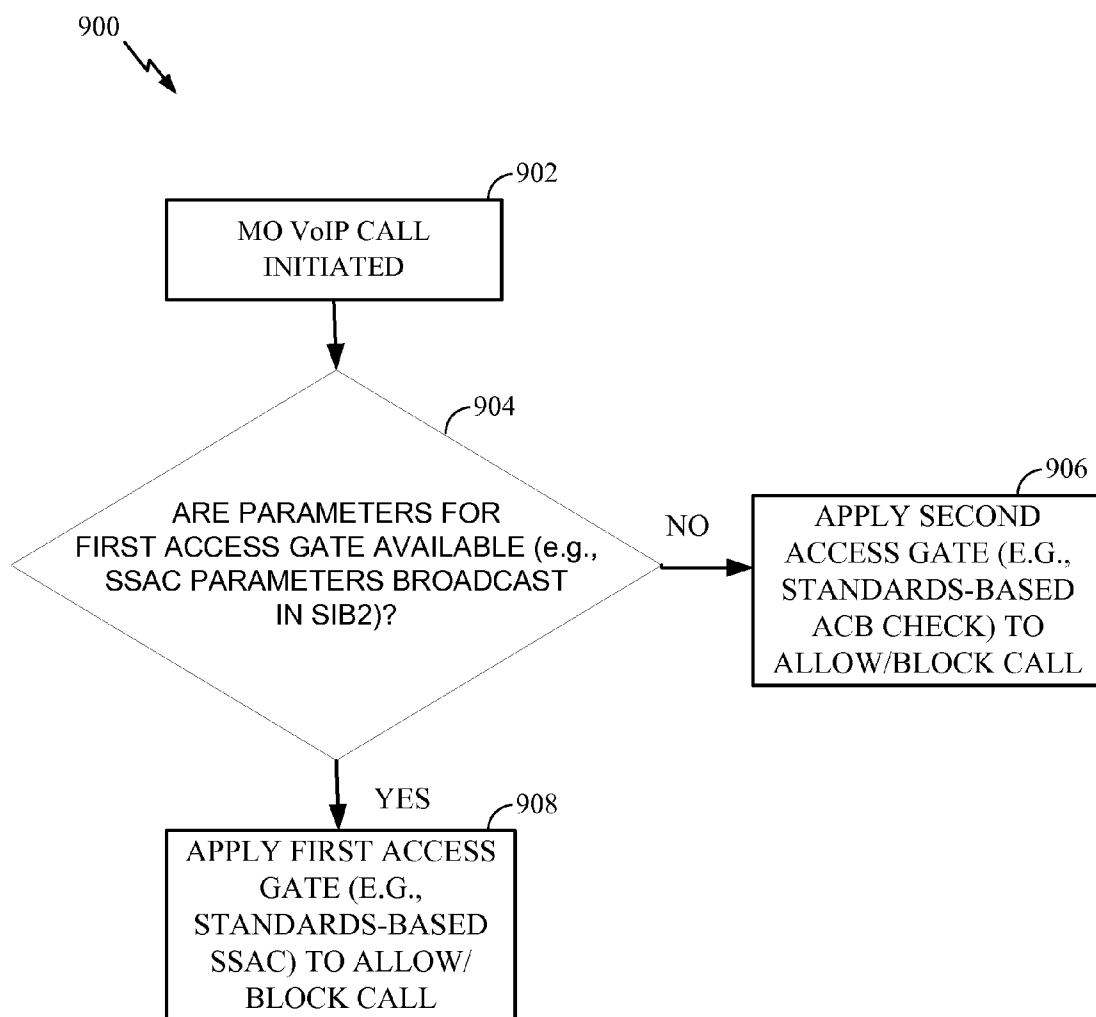 900
902
MO VoIP CALL
INITIATED
904
ARE PARAMETERS FOR
FIRST ACCESS GATE AVAILABLE (e.g.,
SSAC PARAMETERS BROADCAST
IN SIB2)?
NO
906
APPLY SECOND
ACCESS GATE (E.G.,
STANDARDS-BASED
ACB CHECK) TO
ALLOW/BLOCK CALL
YES
908
APPLY FIRST ACCESS
GATE (E.G.,
STANDARDS-BASED
SSAC) TO ALLOW/
BLOCK CALL